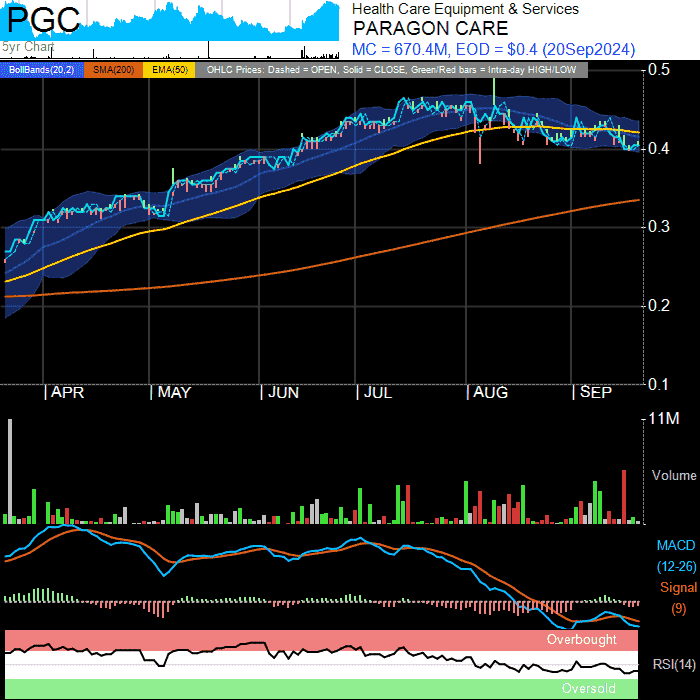 PGC
5yr Chart
Health Care Equipment & Services
PARAGON CARE
MC = 670.4M, EOD = $0.4 (20Sep2024)
BollBands(20,2) SMA(200) EMA(50) OHLC Prices: Dashed = OPEN, Solid = CLOSE, Green/Red bars = Intra-day HIGH/LOW
0.5
0.4
0.3
0.2
0.1
APR MAY JUN JUL AUG SEP
11M
Volume
MACD
(12-26)
Signal
(9)
Overbought
RSI(14)
Oversold